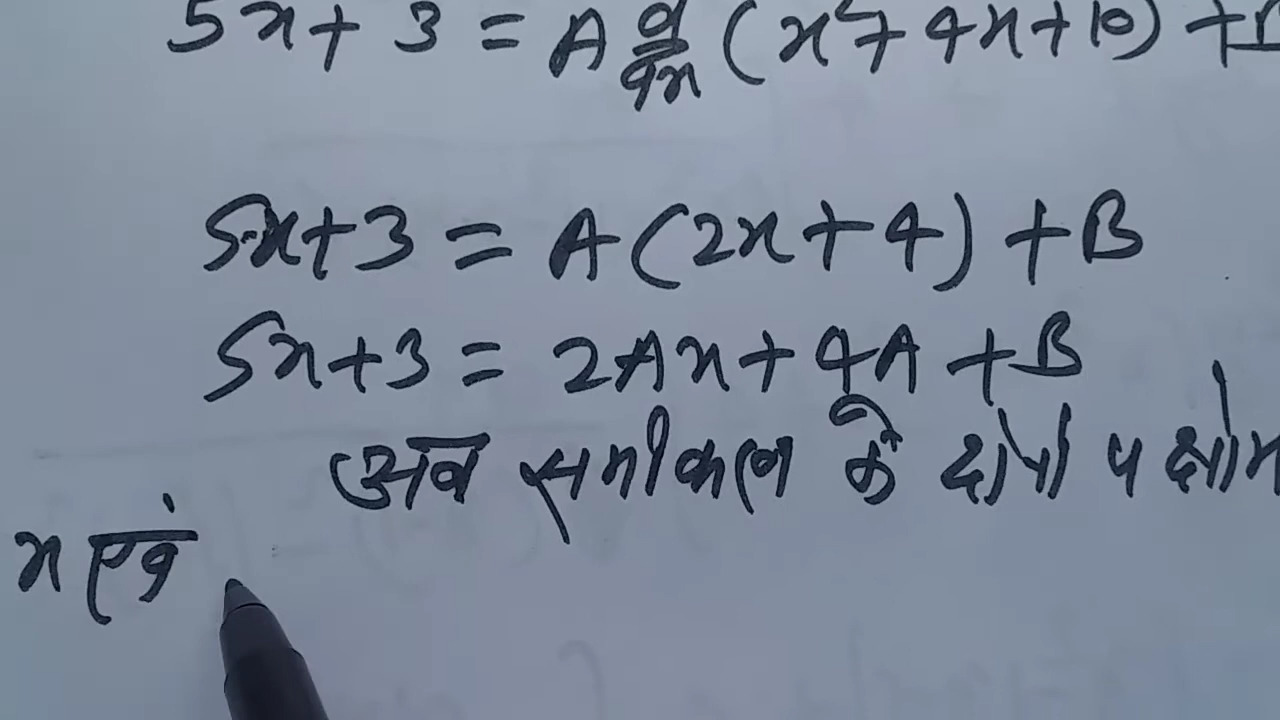 5x + 3 = A d/dx (x² + 4x + 10) + B
5x + 3 = A(2x + 4) + B
5x + 3 = 2Ax + 4A + B
अब समीकरण के दोनों पक्षों
x एवं